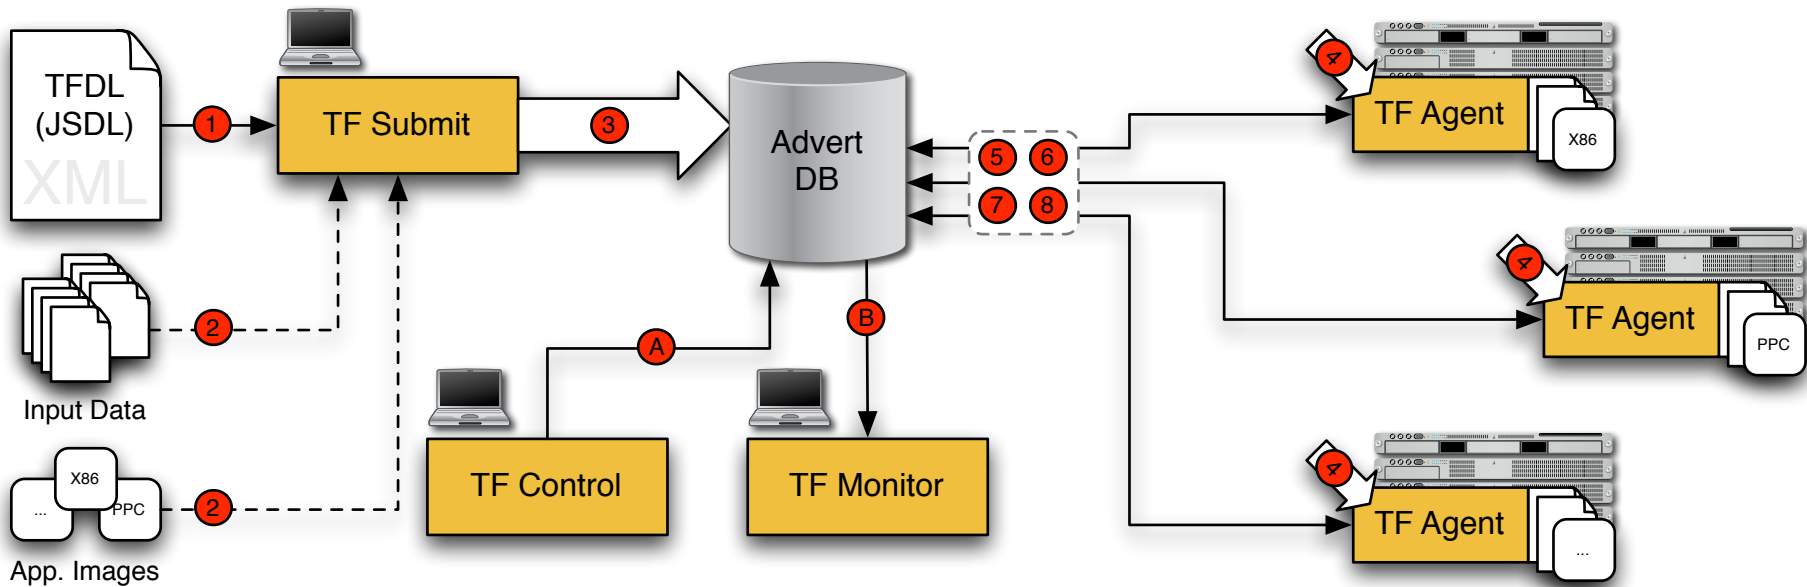 TFDL
(JSDL)
XML
1
TF Submit
3
Advert
DB
5
6
7
8
4
TF Agent
X86
4
TF Agent
PPC
4
TF Agent
...
2
Input Data
A
B
TF Control
TF Monitor
X86
...
PPC
2
App. Images